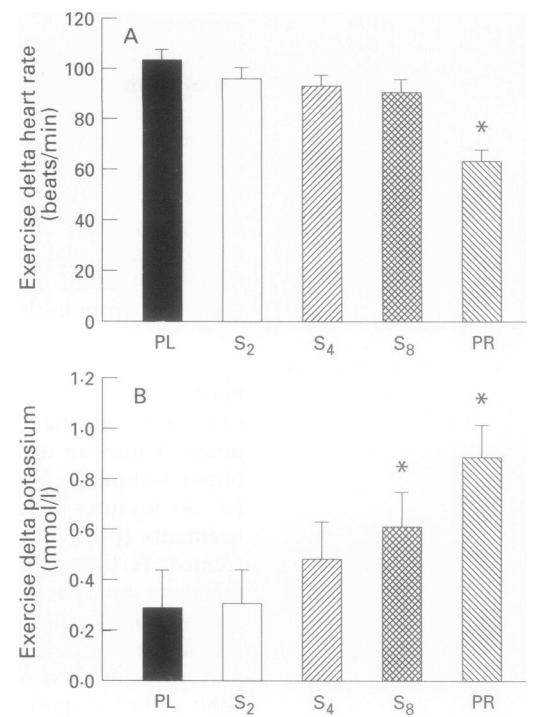 A
Exercise delta heart rate
(beats/min)
120
100
80
60
40
20
0
*
PL S₂ S₄ S₈ PR
B
Exercise delta potassium
(mmol/l)
1·2
1·0
0·8
0·6
0·4
0·2
0·0
* *
PL S₂ S₄ S₈ PR